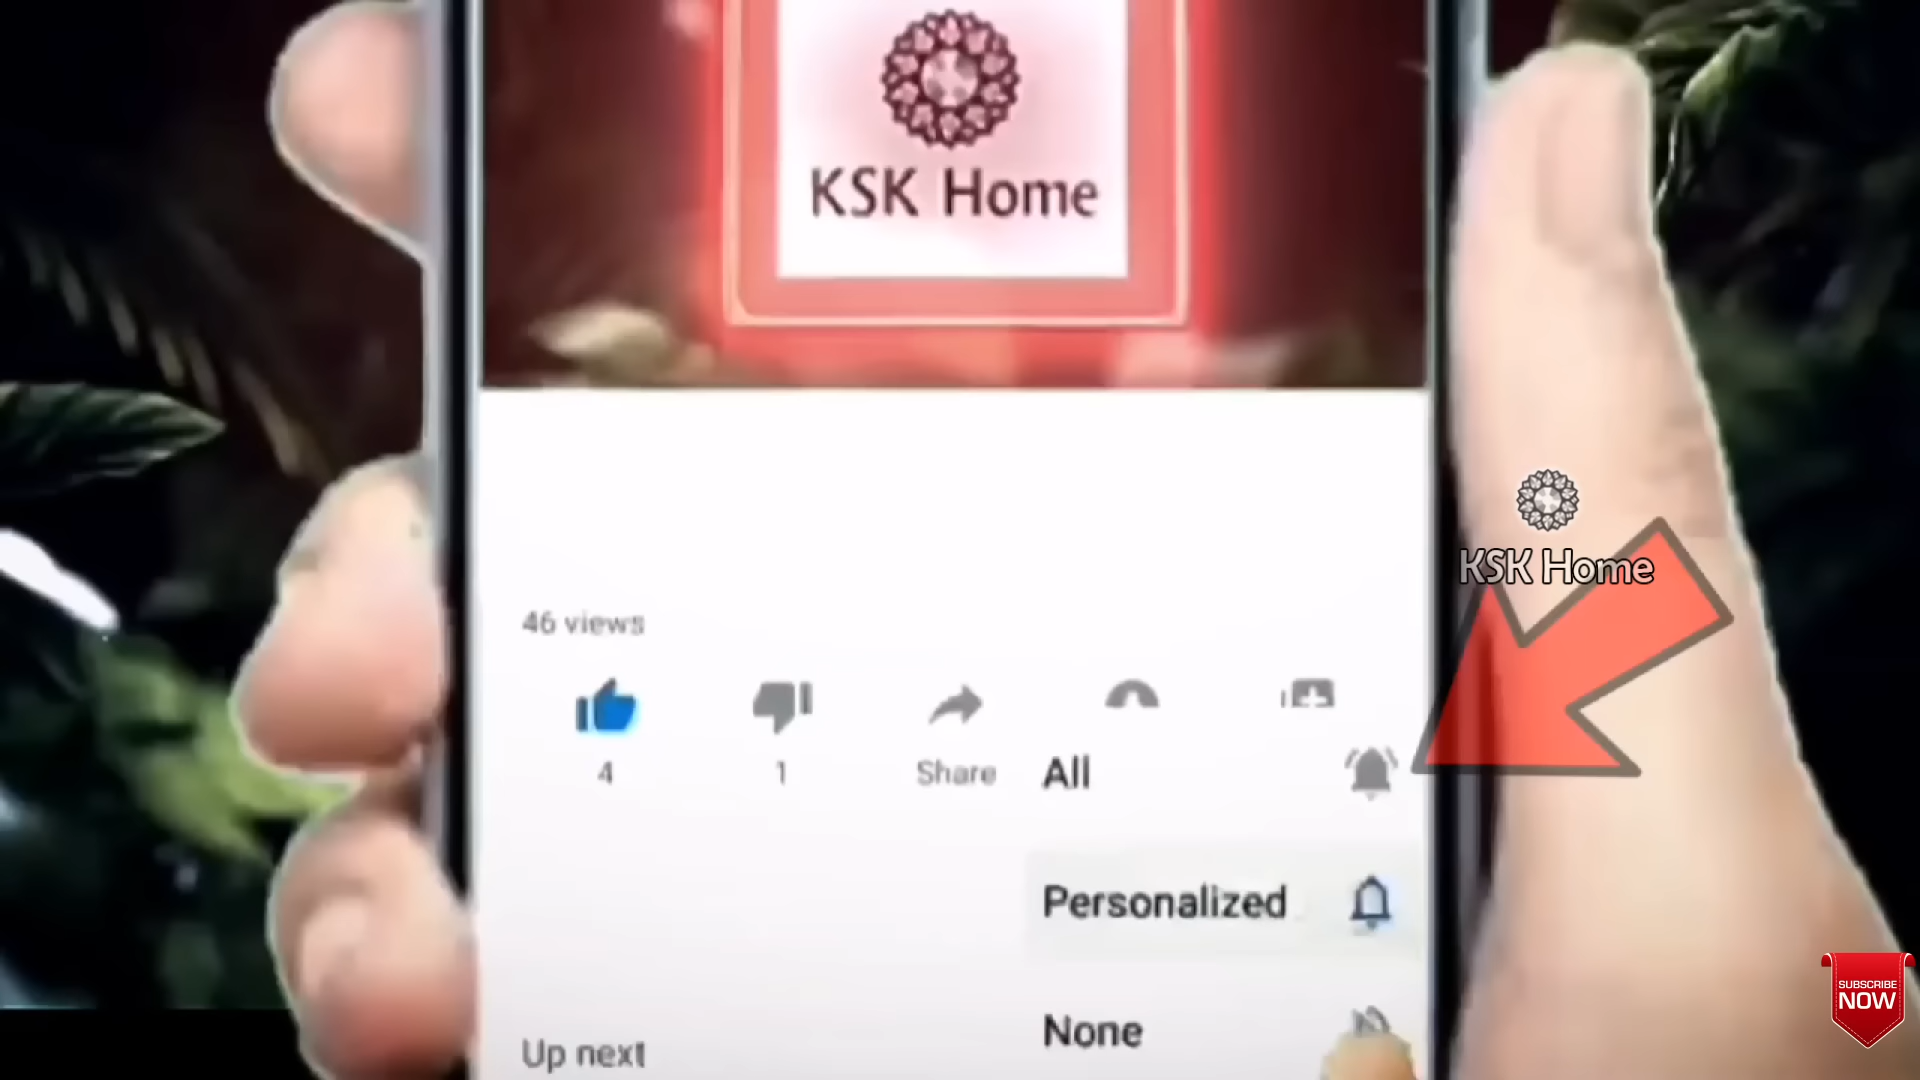 KSK Home
KSK Home
46 views
4
1
Share
All
Personalized
None
Up next
SUBSCRIBE
NOW